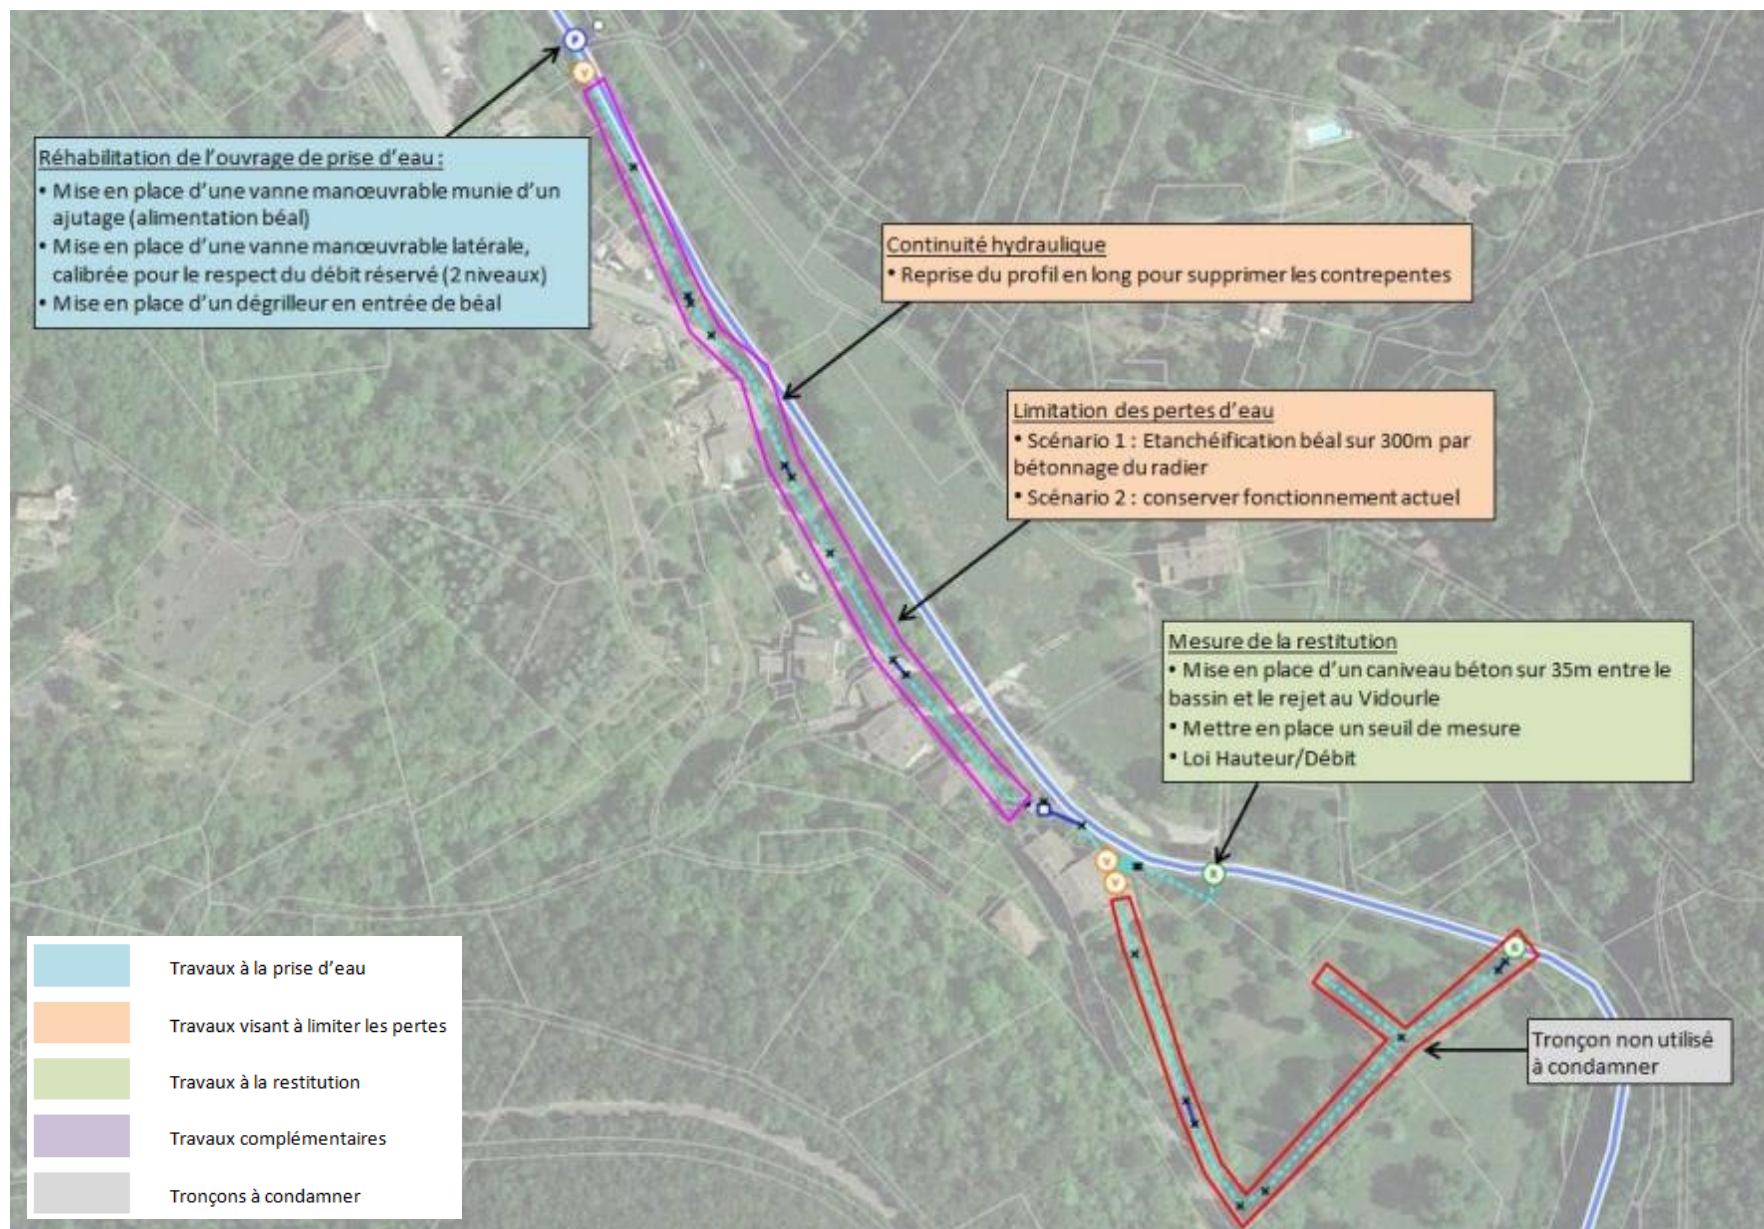 Réhabilitation de l'ouvrage de prise d'eau :
• Mise en place d'une vanne manœuvrable munie d'un
ajutage (alimentation béal)
• Mise en place d'une vanne manœuvrable latérale,
calibrée pour le respect du débit réservé (2 niveaux)
• Mise en place d'un dégrilleur en entrée de béal
Continuité hydraulique
• Reprise du profil en long pour supprimer les contrepentes
Limitation des pertes d'eau
• Scénario 1 : Etanchéification béal sur 300m par
bétonnage du radier
• Scénario 2 : conserver fonctionnement actuel
Mesure de la restitution
• Mise en place d'un caniveau béton sur 35m entre le
bassin et le rejet au Vidourle
• Mettre en place un seuil de mesure
• Loi Hauteur/Débit
Tronçon non utilisé
à condamner
Travaux à la prise d'eau
Travaux visant à limiter les pertes
Travaux à la restitution
Travaux complémentaires
Tronçons à condamner